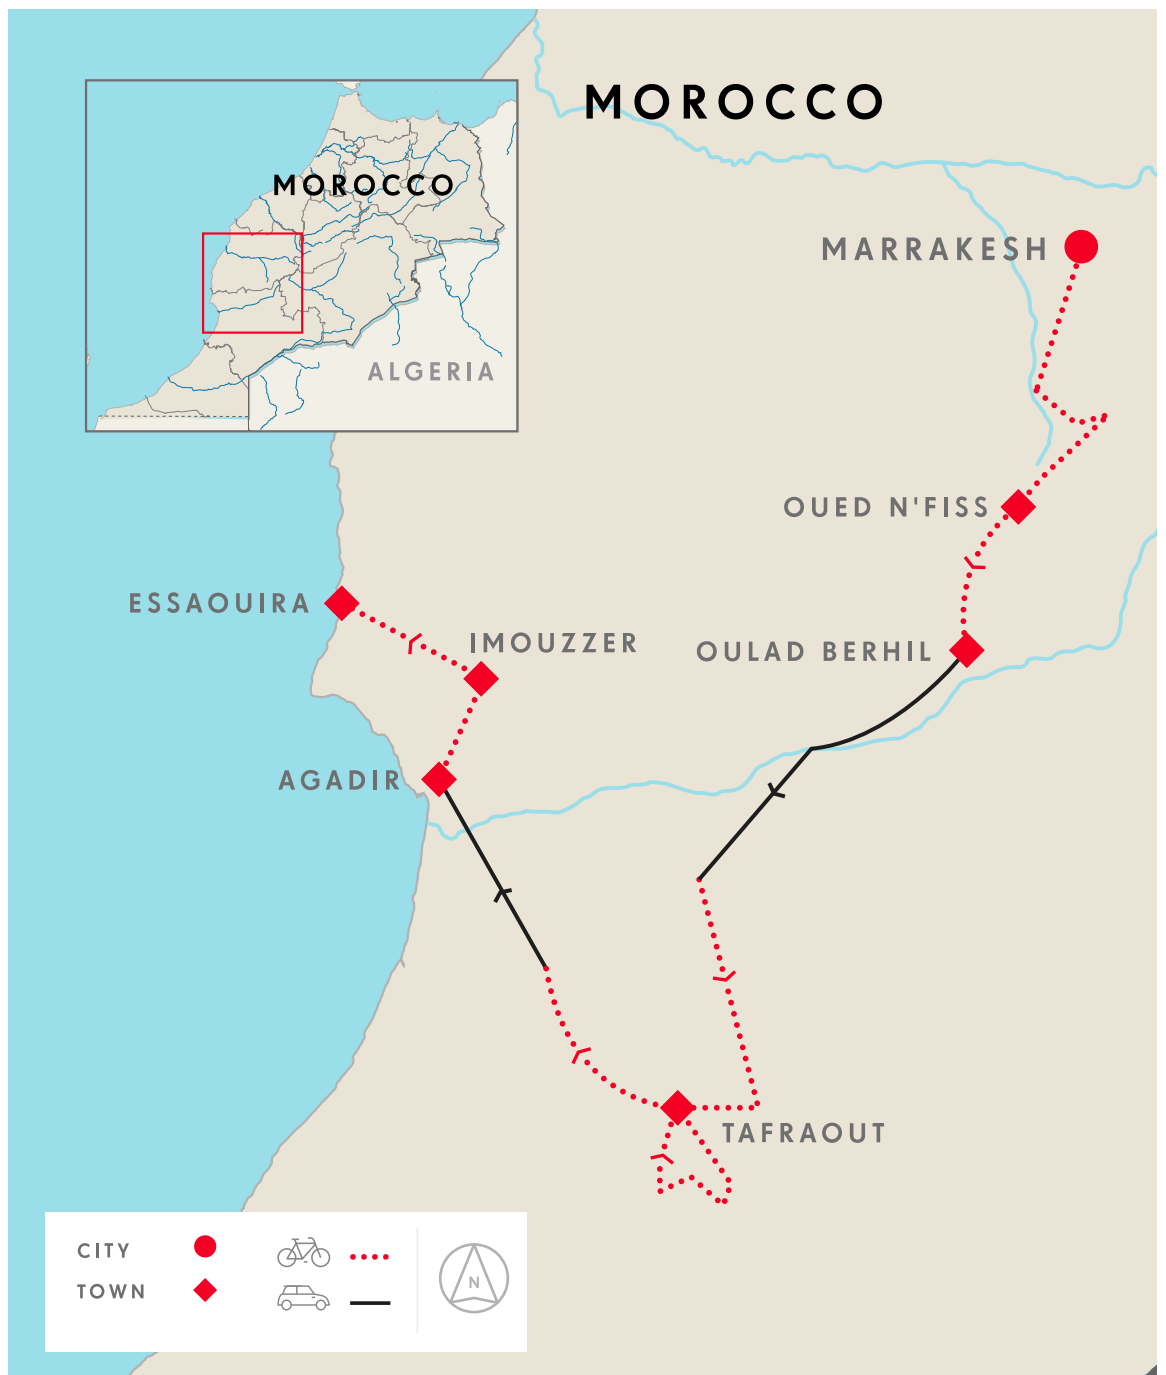 MOROCCO
MOROCCO
ALGERIA
MARRAKESH
OUED N'FISS
ESSAOUIRA
IMOUZZER
OULAD BERHIL
AGADIR
TAFRAOUT
CITY
TOWN
N